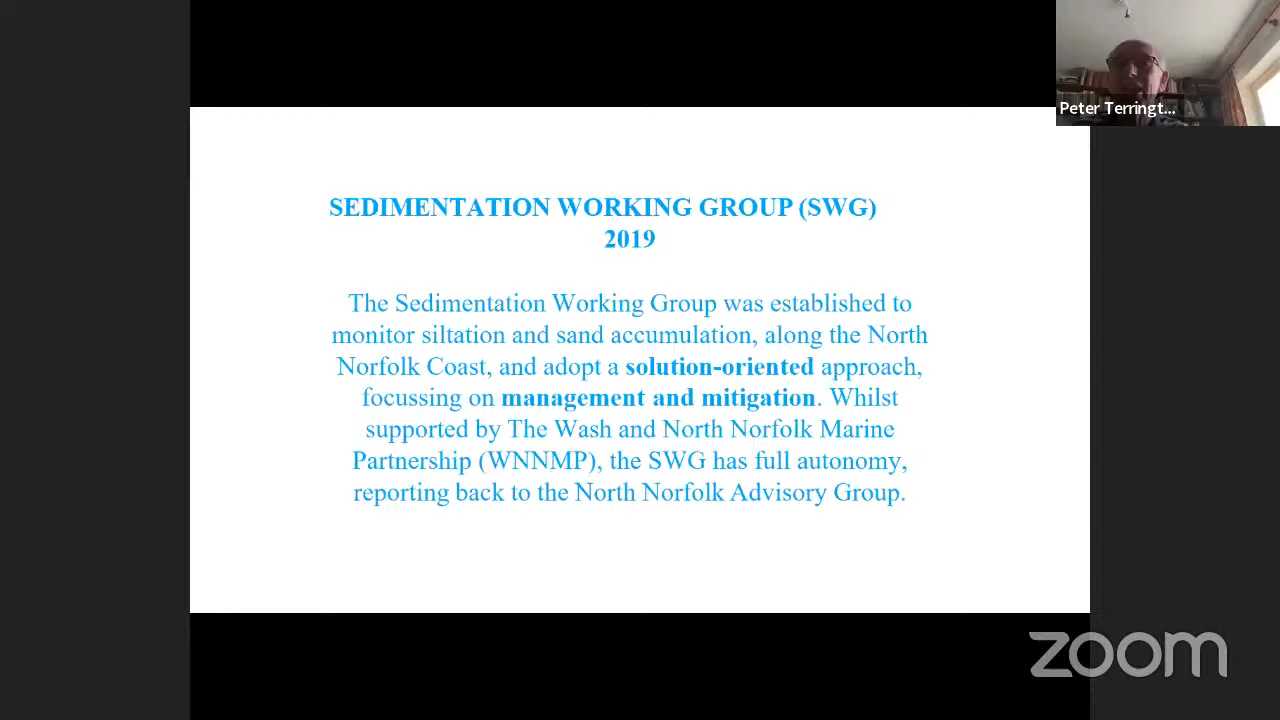 Peter Terringt...
SEDIMENTATION WORKING GROUP (SWG)
2019
The Sedimentation Working Group was established to
monitor siltation and sand accumulation, along the North
Norfolk Coast, and adopt a solution-oriented approach,
focussing on management and mitigation. Whilst
supported by The Wash and North Norfolk Marine
Partnership (WNNMP), the SWG has full autonomy,
reporting back to the North Norfolk Advisory Group.
zoom